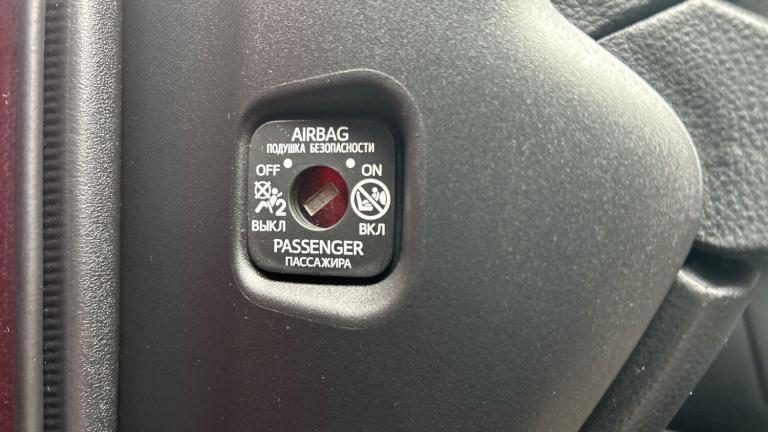 AIRBAG
ПОДУШКА БЕЗОПАСНОСТИ
OFF ON
2
ВЫКЛ ВКЛ
PASSENGER
ПАССАЖИРА